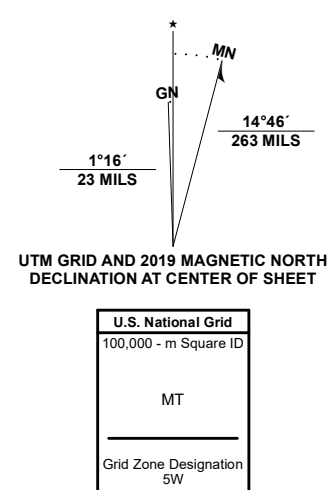 ★
MN
GN
14°46´
263 MILS
1°16´
23 MILS
UTM GRID AND 2019 MAGNETIC NORTH
DECLINATION AT CENTER OF SHEET
U.S. National Grid
100,000 - m Square ID
MT
Grid Zone Designation
5W